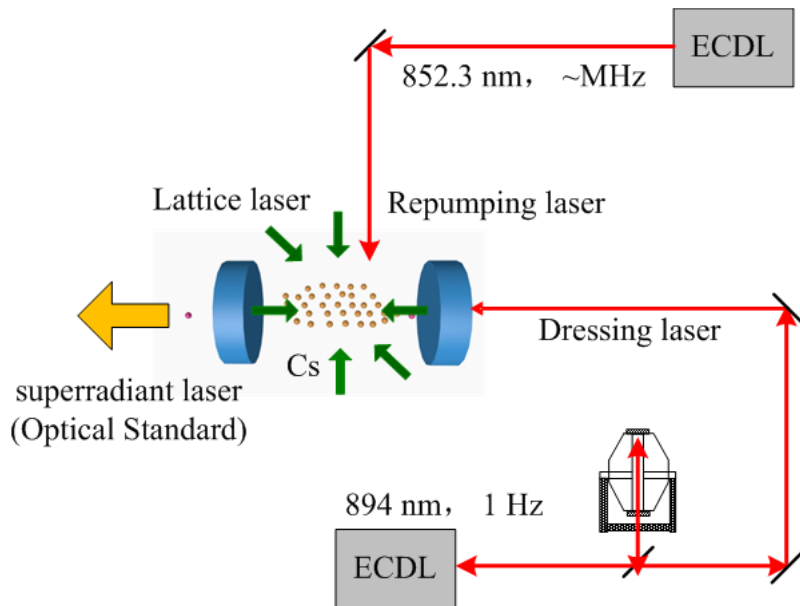 ECDL
852.3 nm， ~MHz
Lattice laser
Repumping laser
Dressing laser
Cs
superradiant laser
(Optical Standard)
894 nm， 1 Hz
ECDL